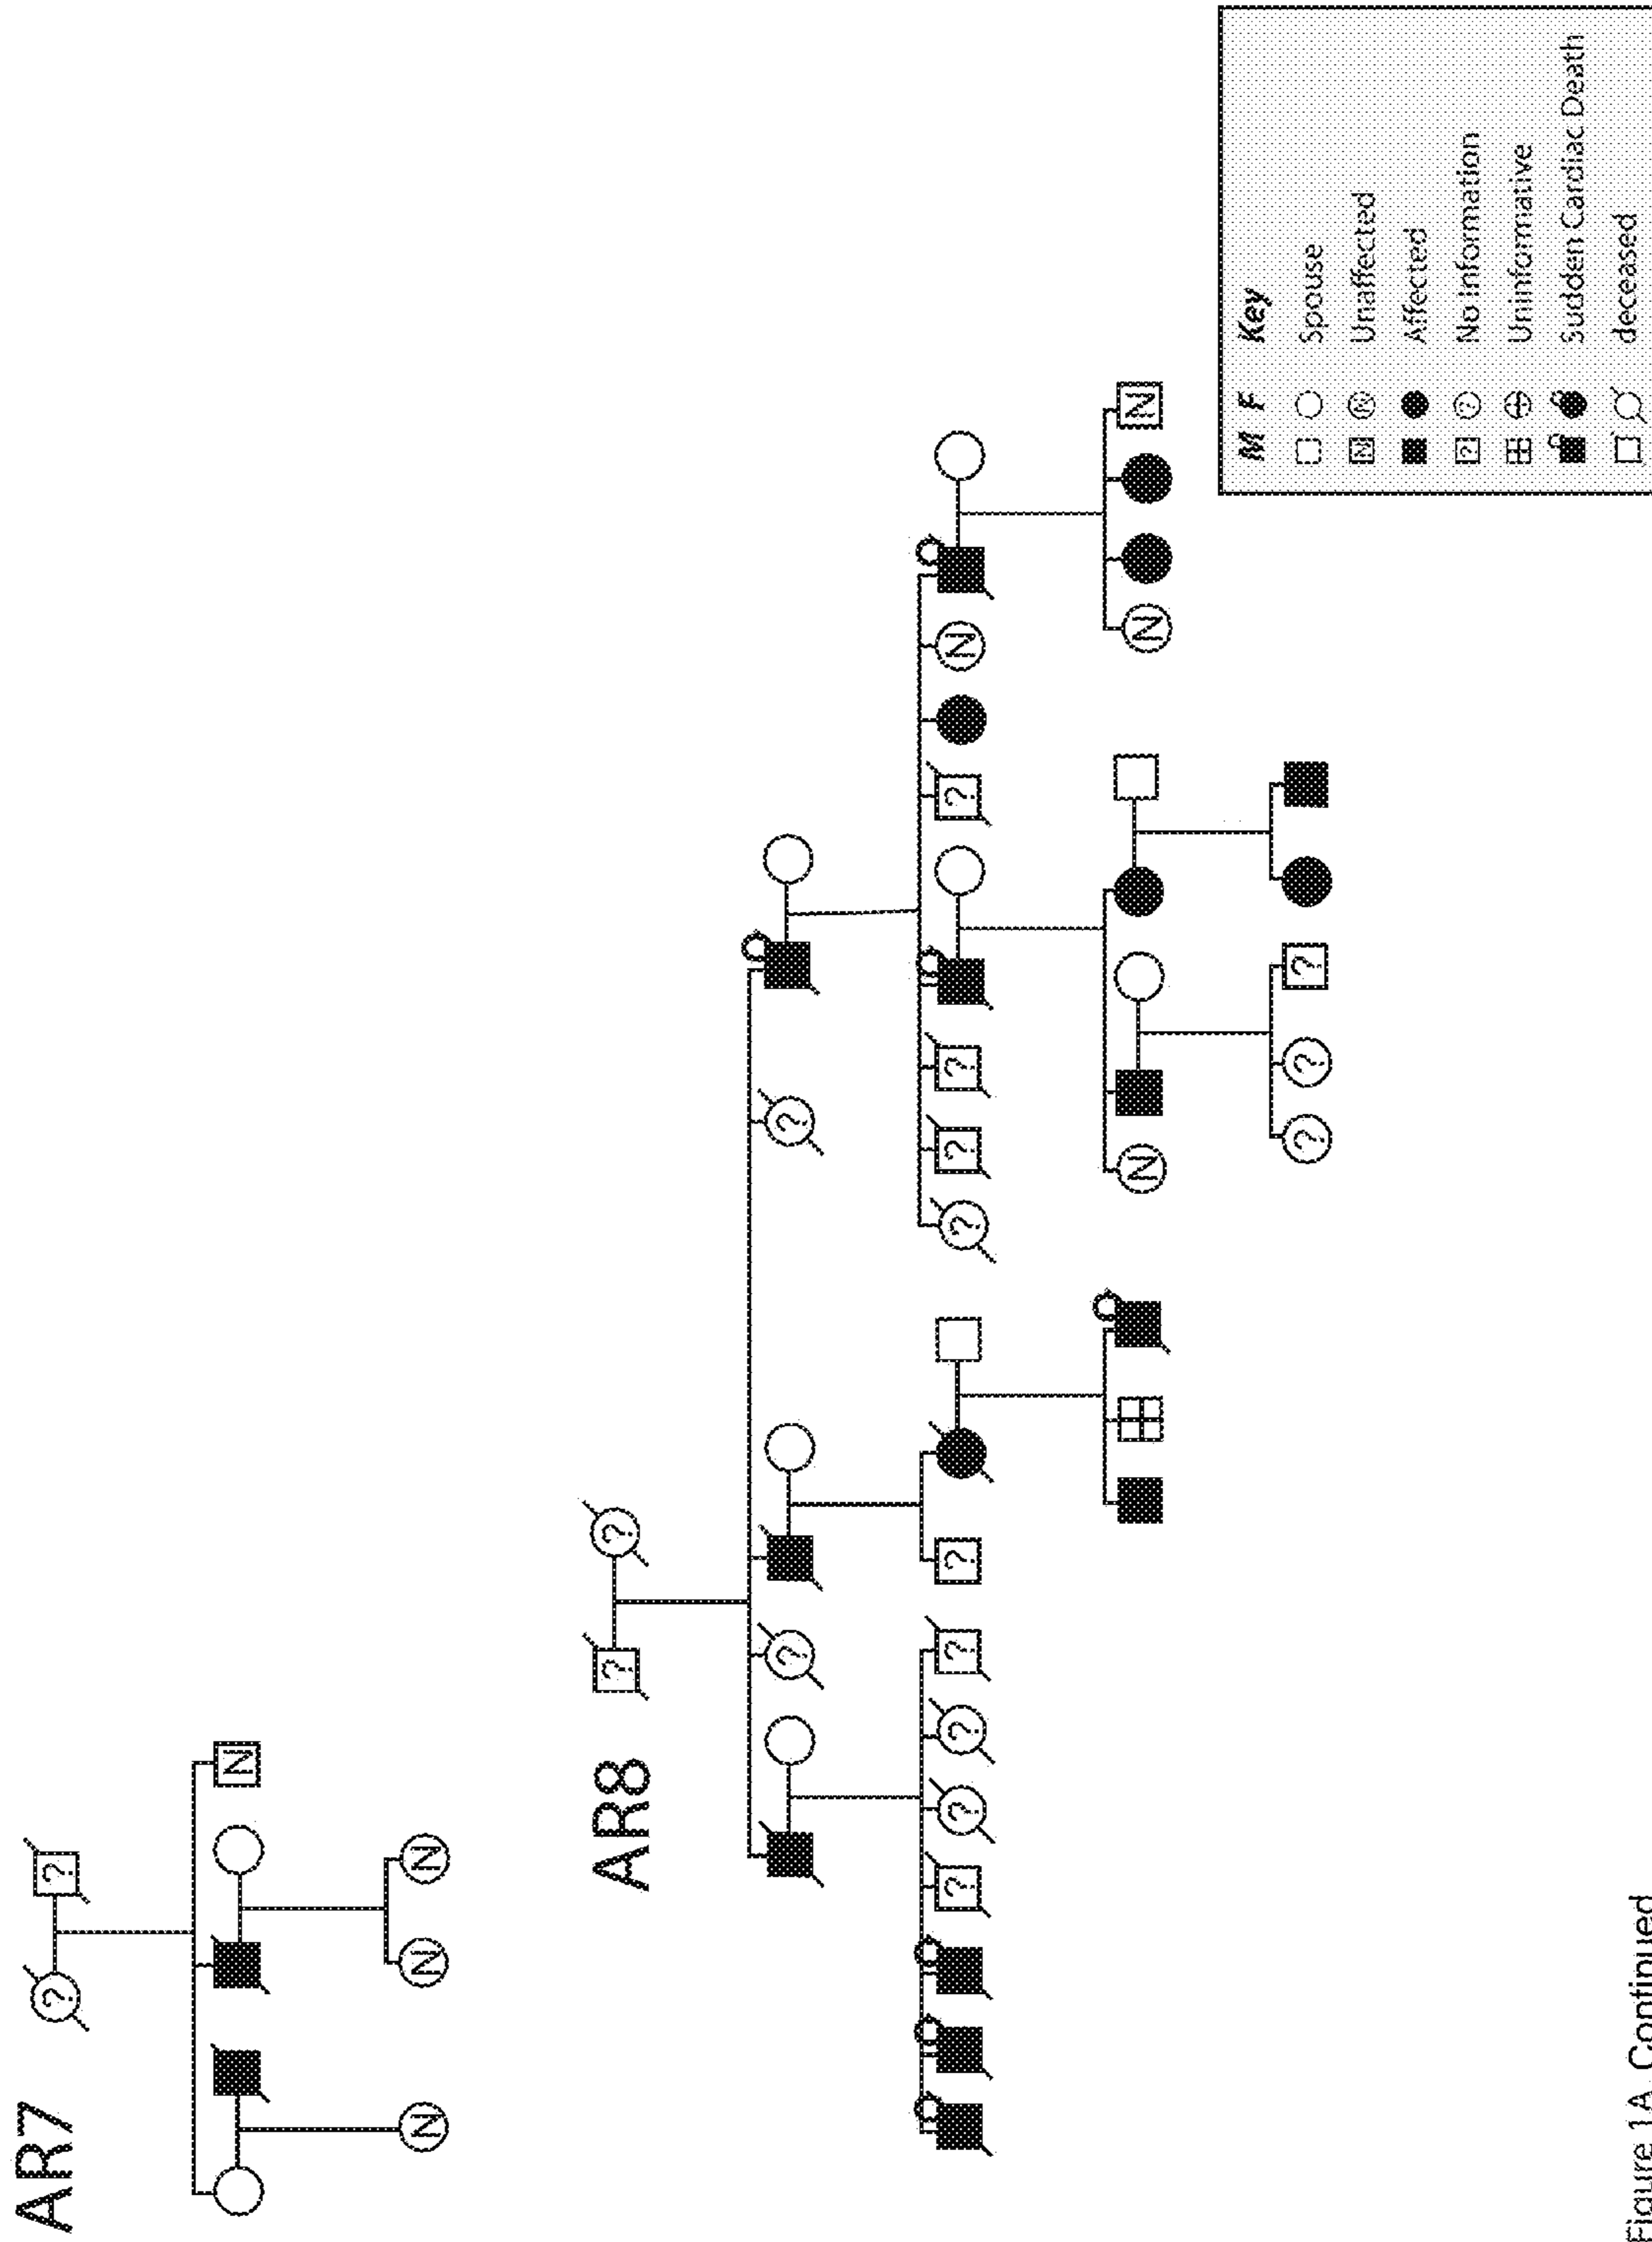 AR7
? ?
N
N N N
AR8
? ?
? ?
? ? ? ? ? ? ? ? ? N
N N N
? ? ?
M F Key
Spouse
N N Unaffected
Affected
? ? No Information
Uninformative
Sudden Cardiac Death
deceased
Figure 1A Continued